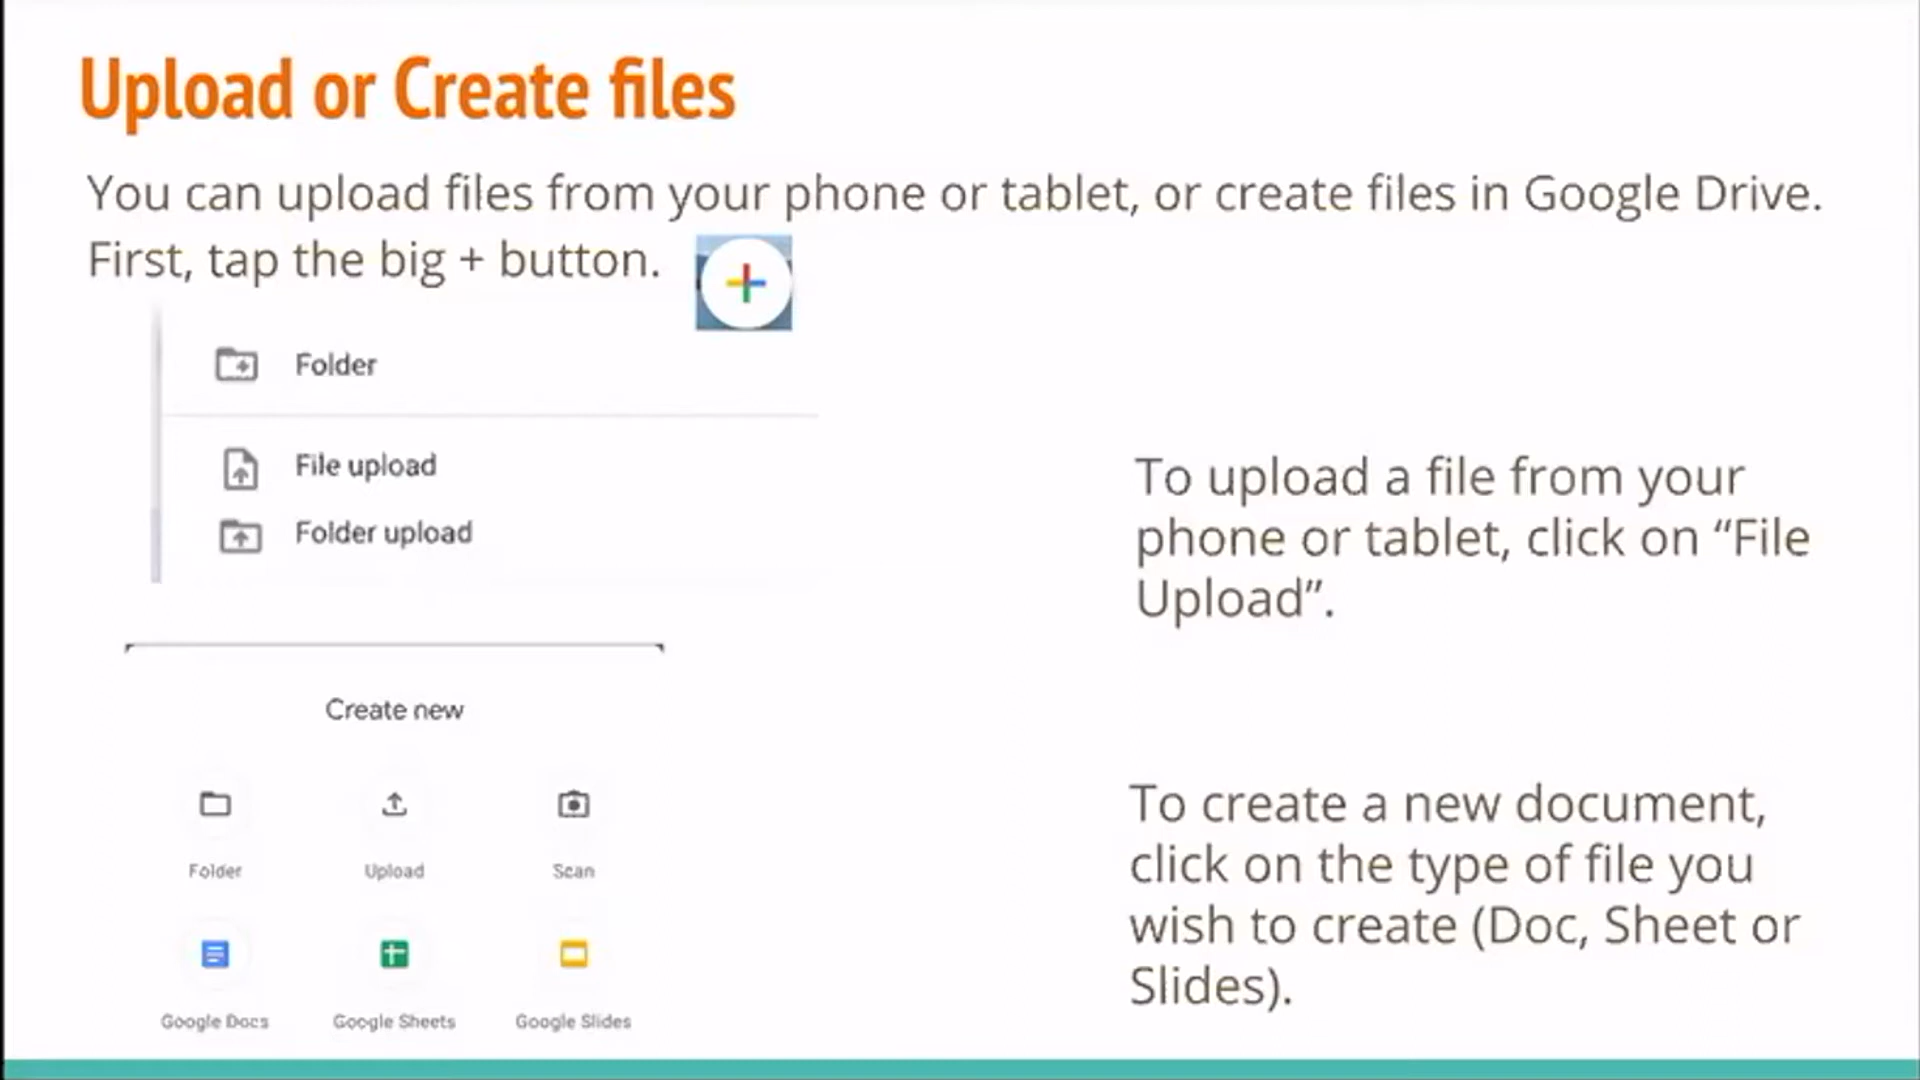 Upload or Create files
You can upload files from your phone or tablet, or create files in Google Drive.
First, tap the big + button.
Folder
File upload
Folder upload
To upload a file from your
phone or tablet, click on “File
Upload”.
Create new
Folder Upload Scan
Google Docs Google Sheets Google Slides
To create a new document,
click on the type of file you
wish to create (Doc, Sheet or
Slides).